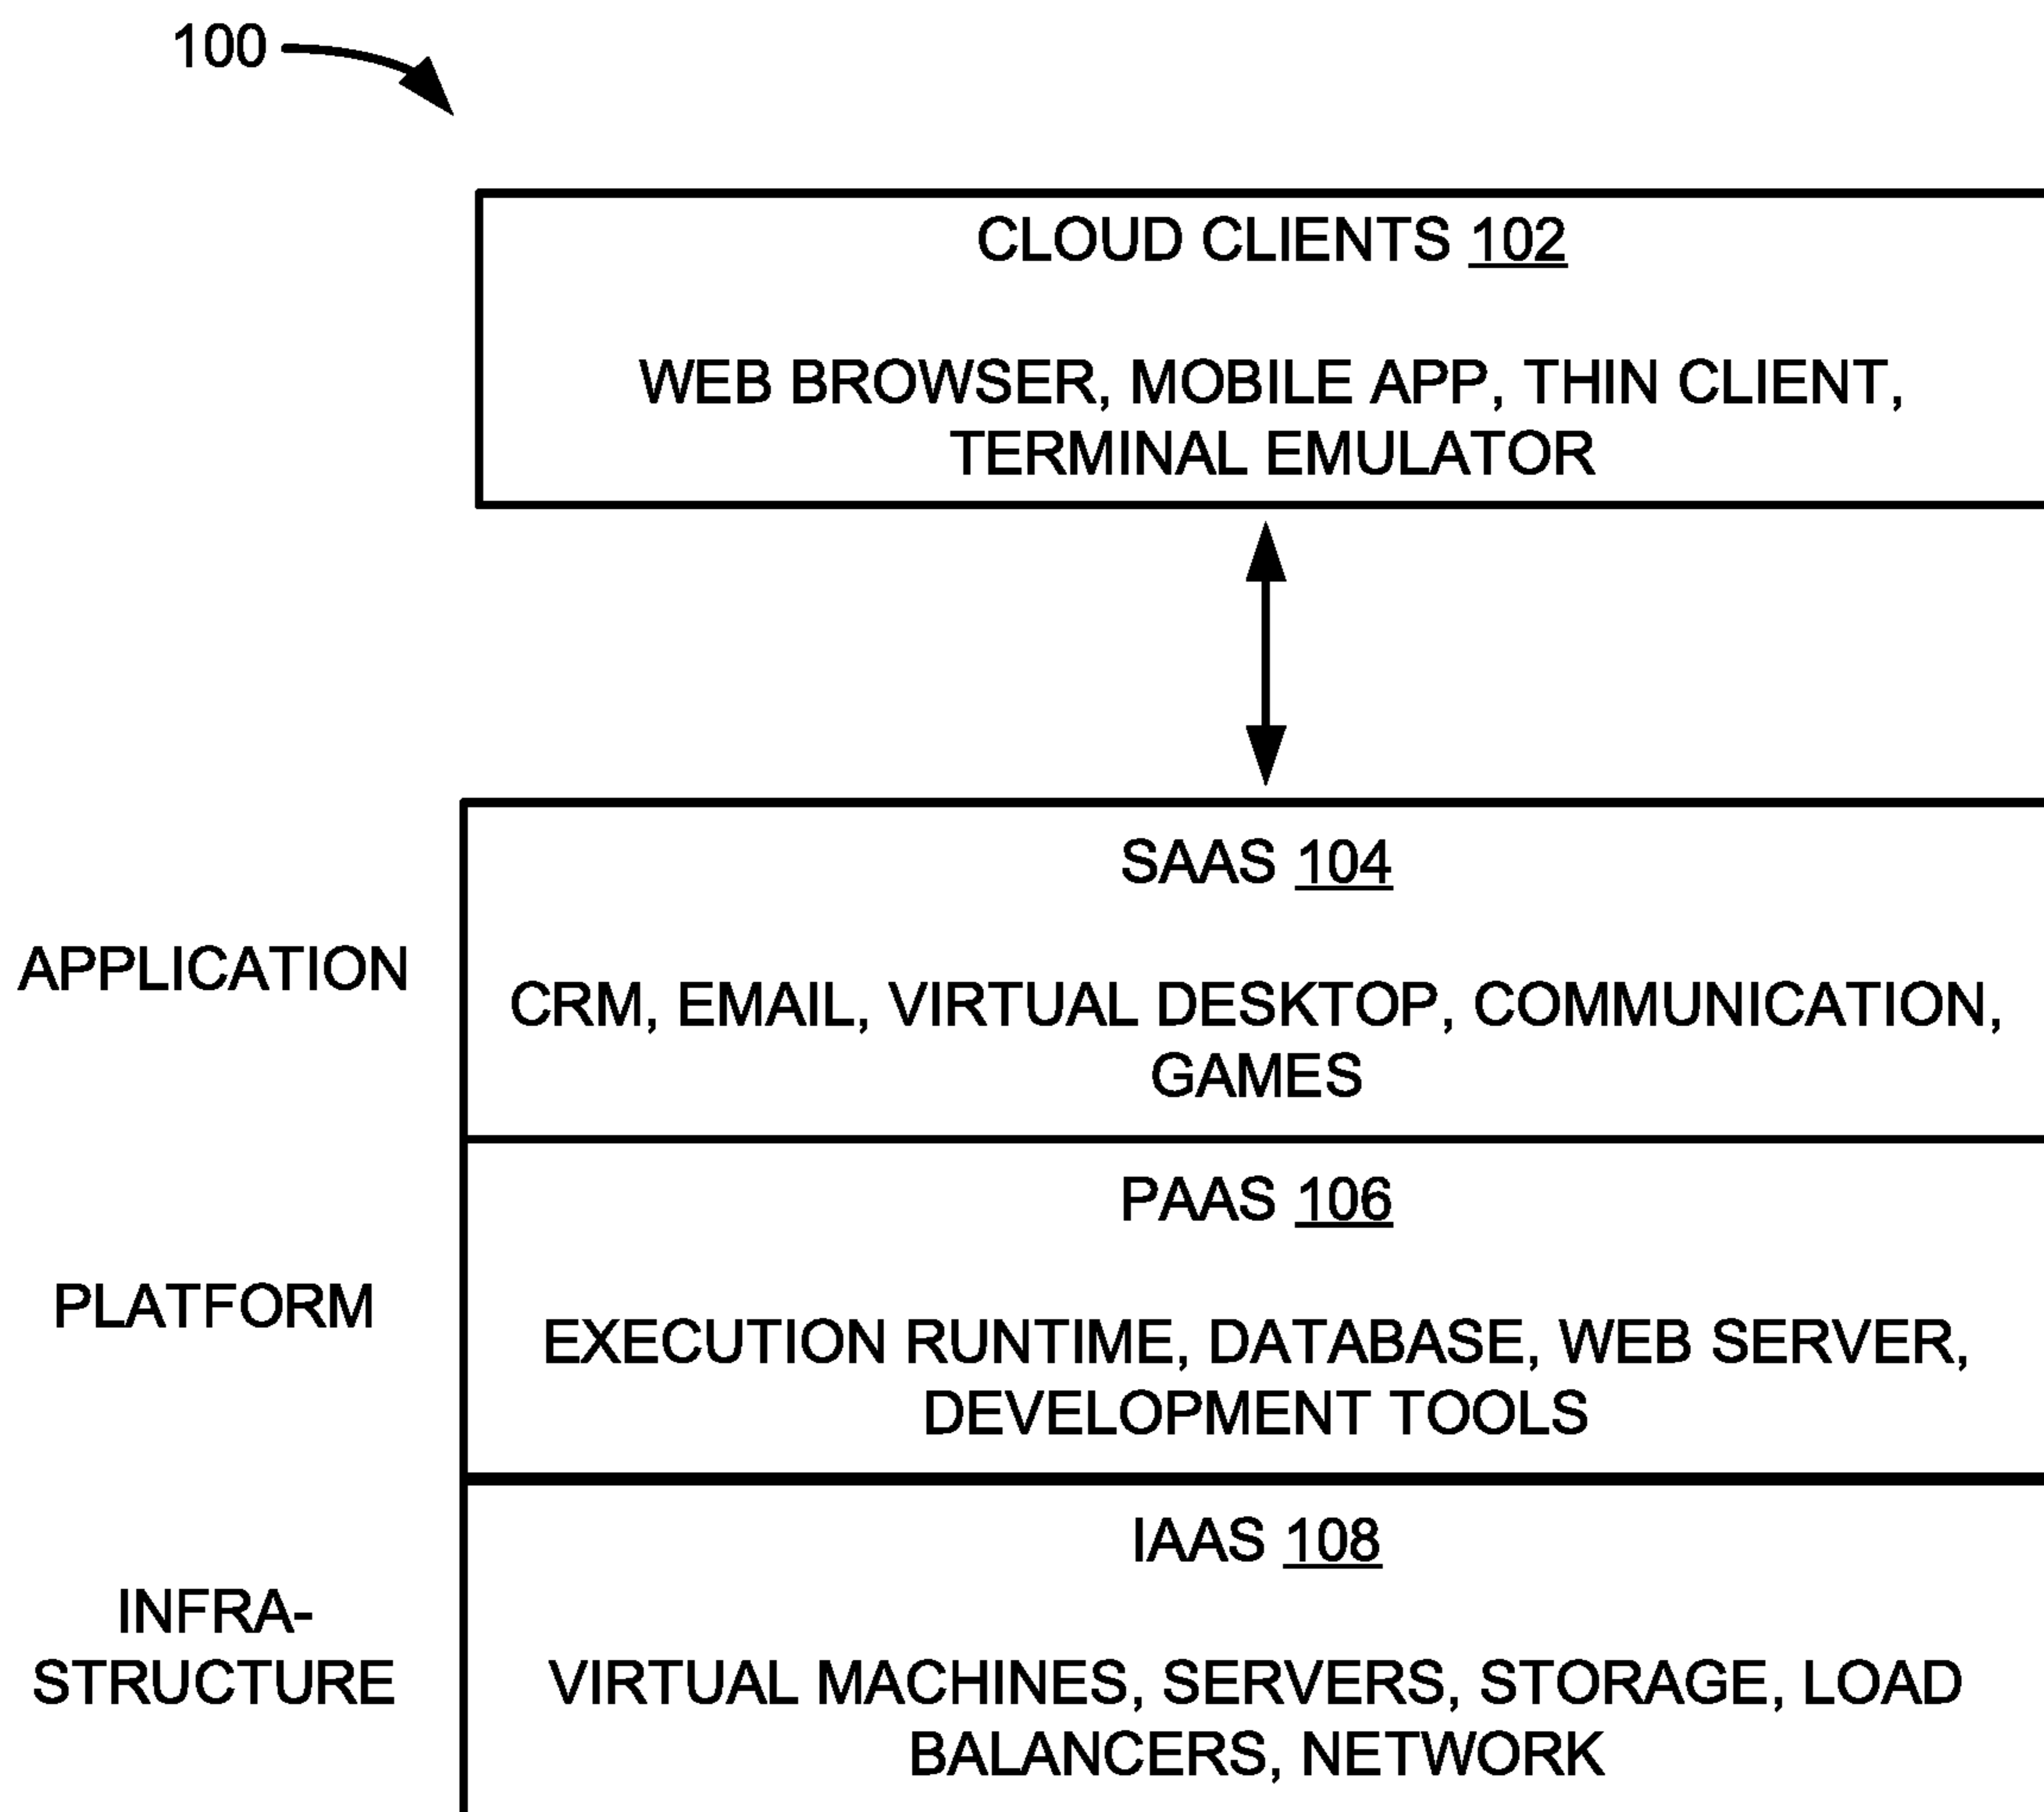 100
CLOUD CLIENTS 102
WEB BROWSER, MOBILE APP, THIN CLIENT,
TERMINAL EMULATOR
SAAS 104
APPLICATION
CRM, EMAIL, VIRTUAL DESKTOP, COMMUNICATION,
GAMES
PAAS 106
PLATFORM
EXECUTION RUNTIME, DATABASE, WEB SERVER,
DEVELOPMENT TOOLS
IAAS 108
INFRA-
STRUCTURE
VIRTUAL MACHINES, SERVERS, STORAGE, LOAD
BALANCERS, NETWORK